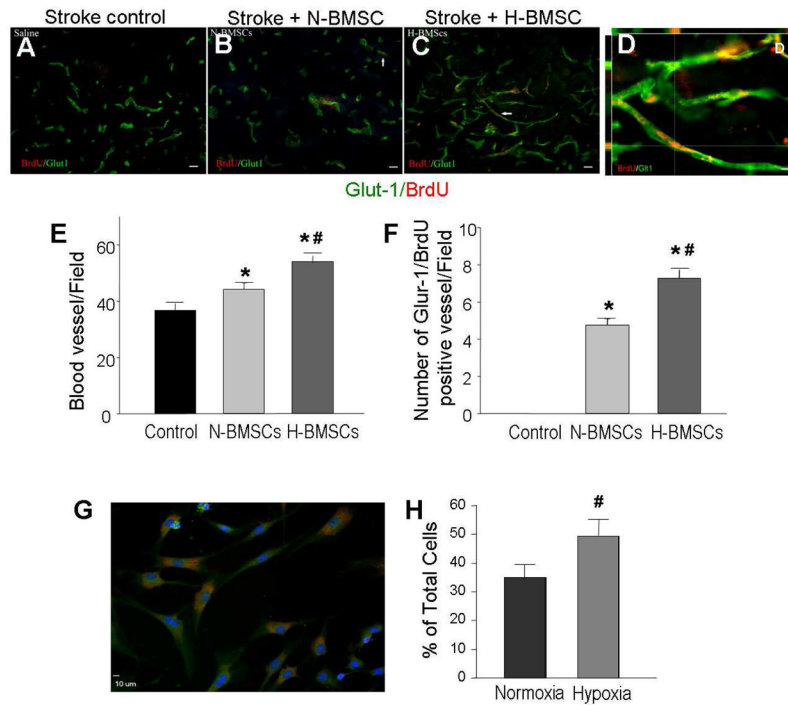 Stroke control
Stroke + N-BMSC
Stroke + H-BMSC
Saline
A
BrdU/Glut1
N-BMSCs
B
BrdU/Glut1
H-BMScs
C
BrdU/Glut1
D
D
BrdU/Glt1
Glut-1/BrdU
E
Blood vessel/Field
60
40
20
0
*
*#
Control N-BMSCs H-BMSCs
F
Number of Glur-1/BrdU
positive vessel/Field
10
8
6
4
2
0
*
*#
Control N-BMSCs H-BMSCs
G
10 um
H
% of Total Cells
60
50
40
30
20
10
0
#
Normoxia Hypoxia